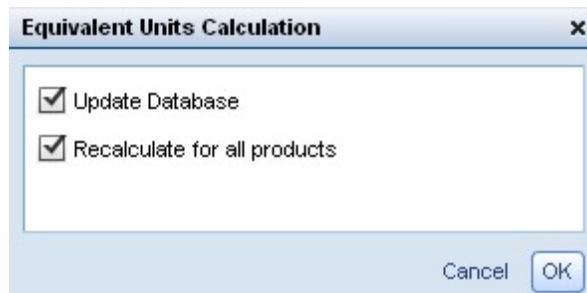 Equivalent Units Calculation
Update Database
Recalculate for all products
Cancel OK